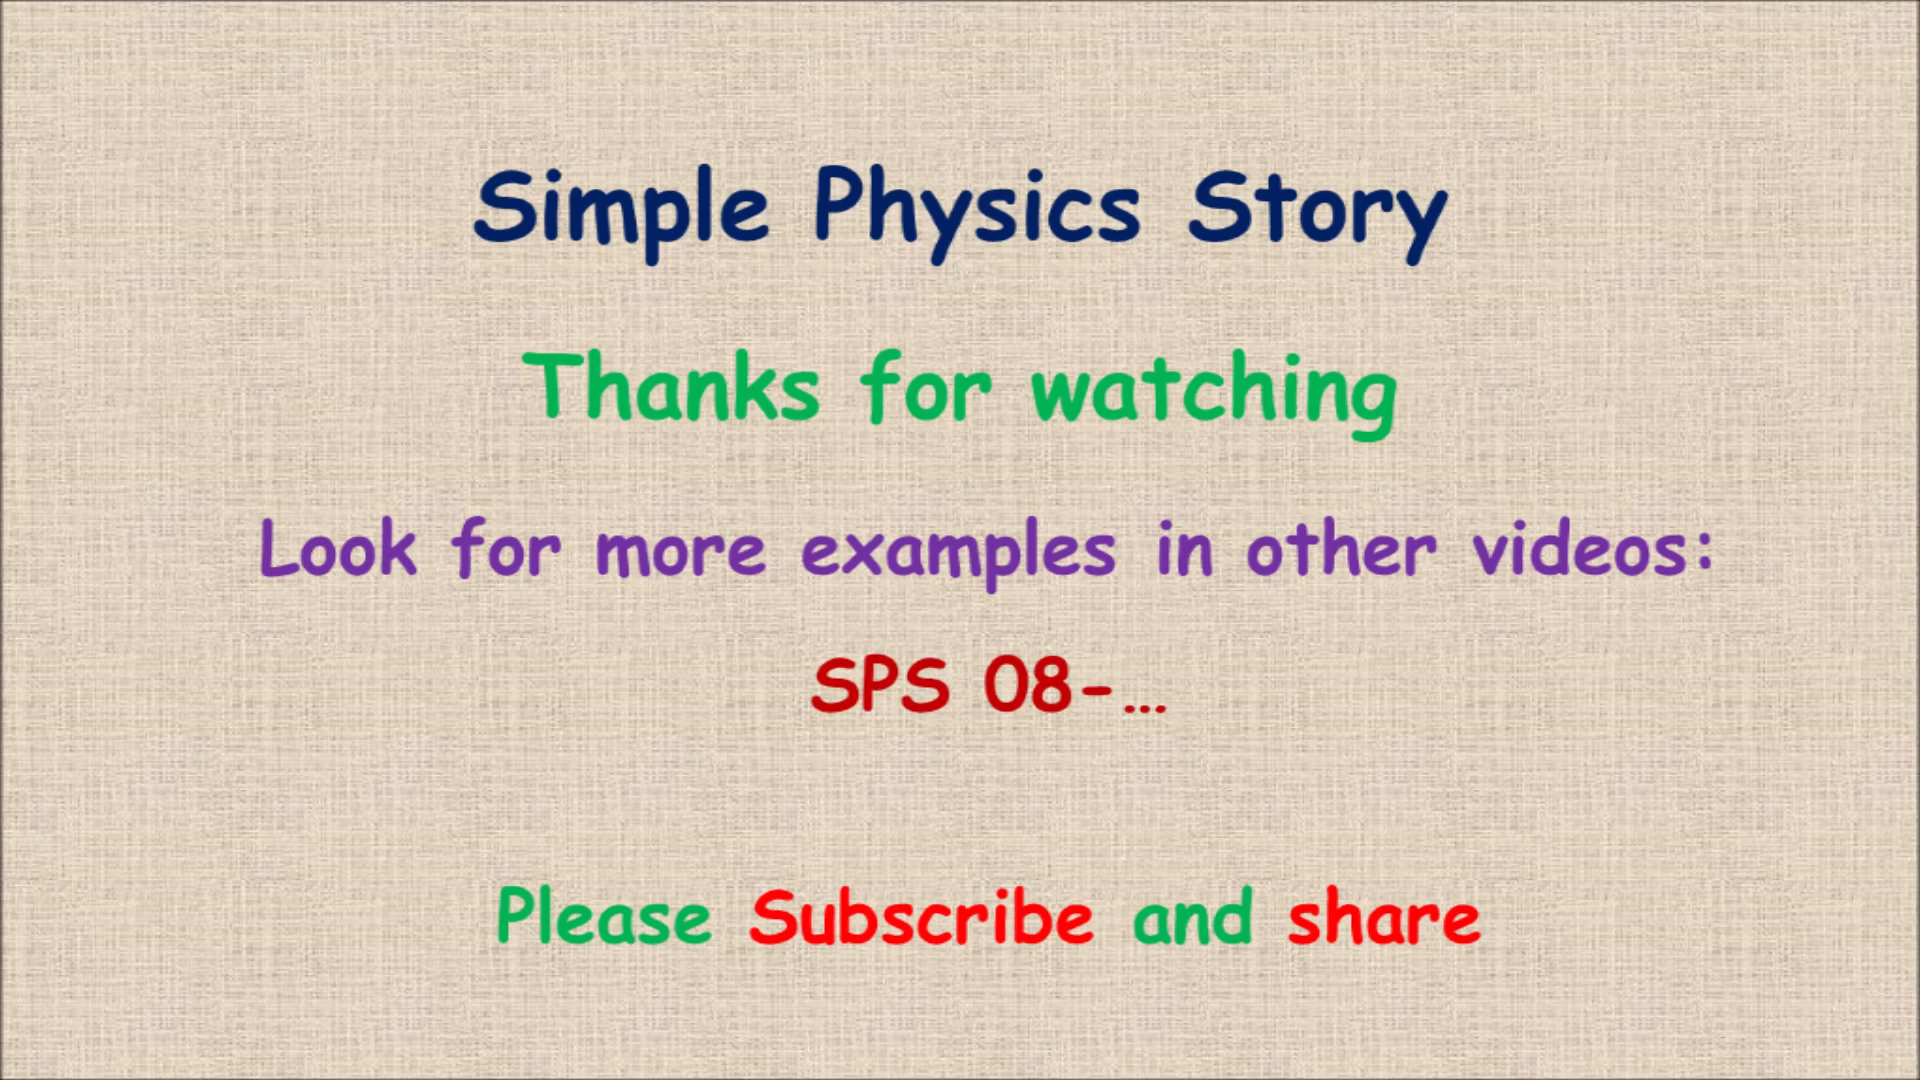 Simple Physics Story
Thanks for watching
Look for more examples in other videos:
SPS 08-...
Please Subscribe and share